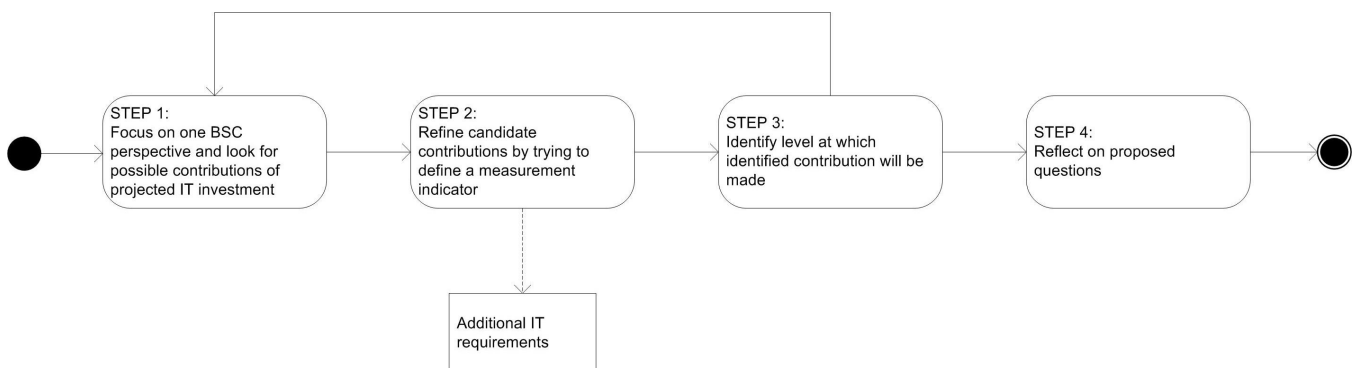 STEP 1:
Focus on one BSC
perspective and look for
possible contributions of
projected IT investment
STEP 2:
Refine candidate
contributions by trying to
define a measurement
indicator
STEP 3:
Identify level at which
identified contribution will be
made
STEP 4:
Reflect on proposed
questions
Additional IT
requirements